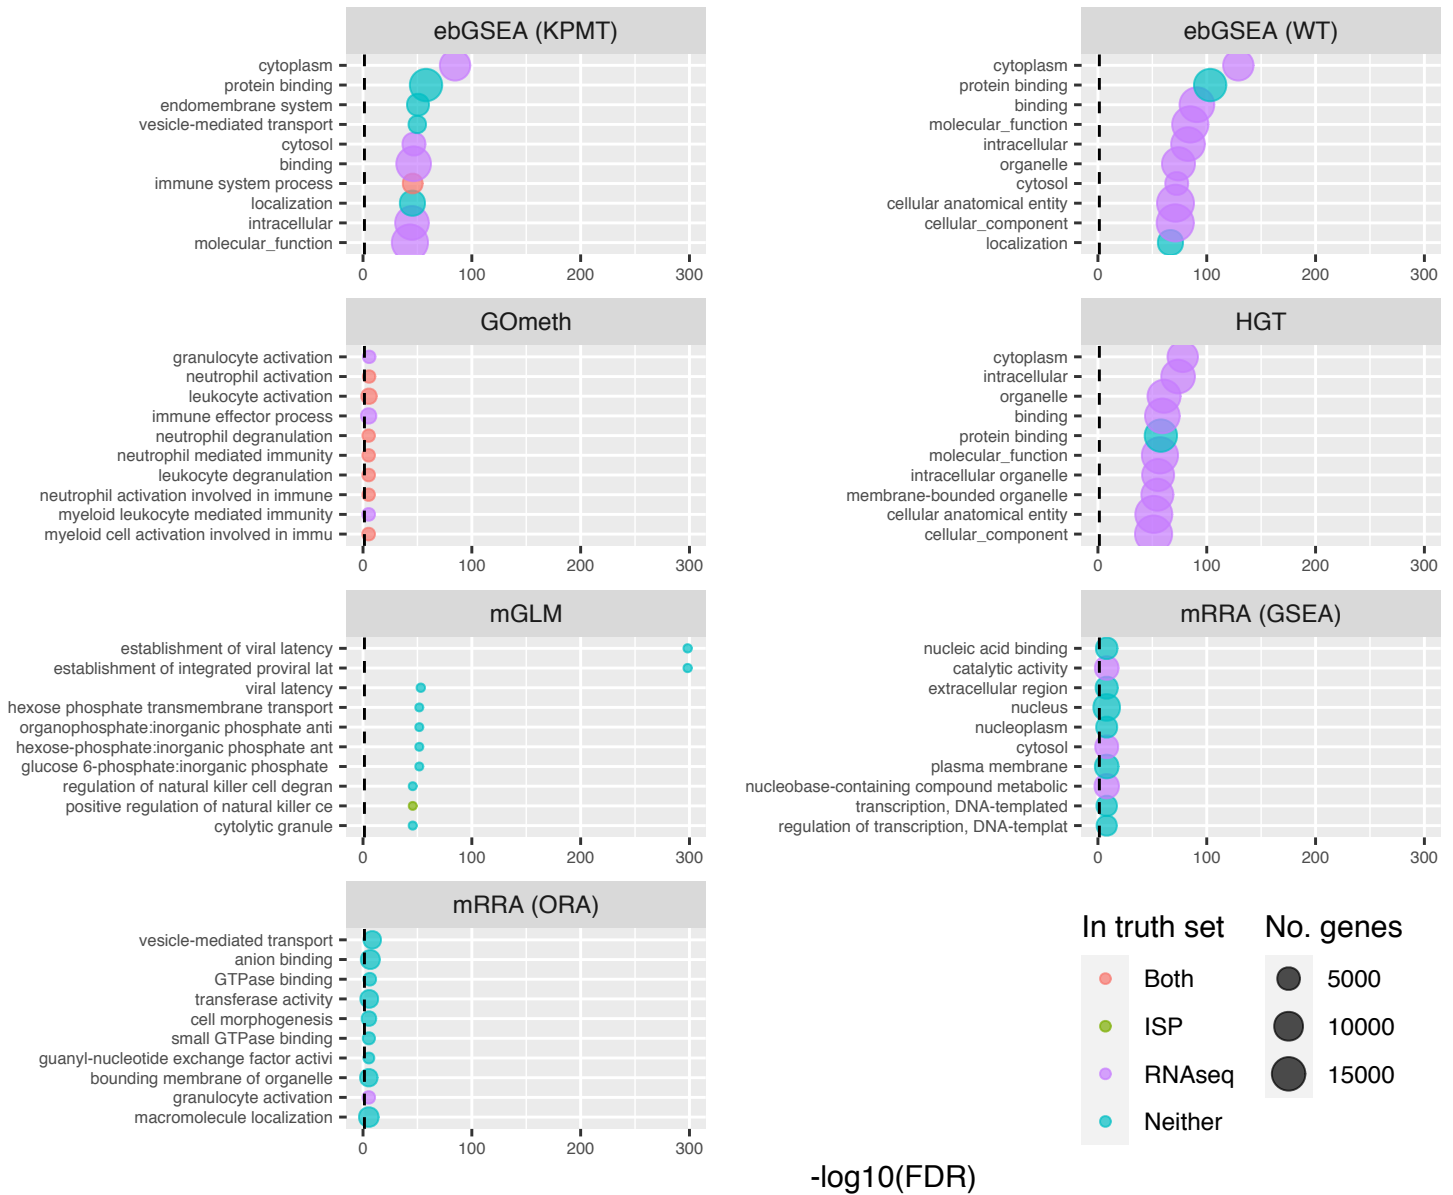 ebGSEA (KPMT)
cytoplasm
protein binding
endomembrane system
vesicle-mediated transport
cytosol
binding
immune system process
localization
intracellular
molecular_function
0 100 200 300
ebGSEA (WT)
cytoplasm
protein binding
binding
molecular_function
intracellular
organelle
cytosol
cellular anatomical entity
cellular_component
localization
0 100 200 300
GOmeth
granulocyte activation
neutrophil activation
leukocyte activation
immune effector process
neutrophil degranulation
neutrophil mediated immunity
leukocyte degranulation
neutrophil activation involved in immune
myeloid leukocyte mediated immunity
myeloid cell activation involved in immu
0 100 200 300
HGT
cytoplasm
intracellular
organelle
binding
protein binding
molecular_function
intracellular organelle
membrane-bounded organelle
cellular anatomical entity
cellular_component
0 100 200 300
mGLM
establishment of viral latency
establishment of integrated proviral lat
viral latency
hexose phosphate transmembrane transport
organophosphate:inorganic phosphate anti
hexose-phosphate:inorganic phosphate ant
glucose 6-phosphate:inorganic phosphate
regulation of natural killer cell degran
positive regulation of natural killer ce
cytolytic granule
0 100 200 300
mRRA (GSEA)
nucleic acid binding
catalytic activity
extracellular region
nucleus
nucleoplasm
cytosol
plasma membrane
nucleobase-containing compound metabolic
transcription, DNA-templated
regulation of transcription, DNA-templat
0 100 200 300
mRRA (ORA)
vesicle-mediated transport
anion binding
GTPase binding
transferase activity
cell morphogenesis
small GTPase binding
guanyl-nucleotide exchange factor activi
bounding membrane of organelle
granulocyte activation
macromolecule localization
0 100 200 300
In truth set
Both
ISP
RNAseq
Neither
No. genes
5000
10000
15000
-log10(FDR)